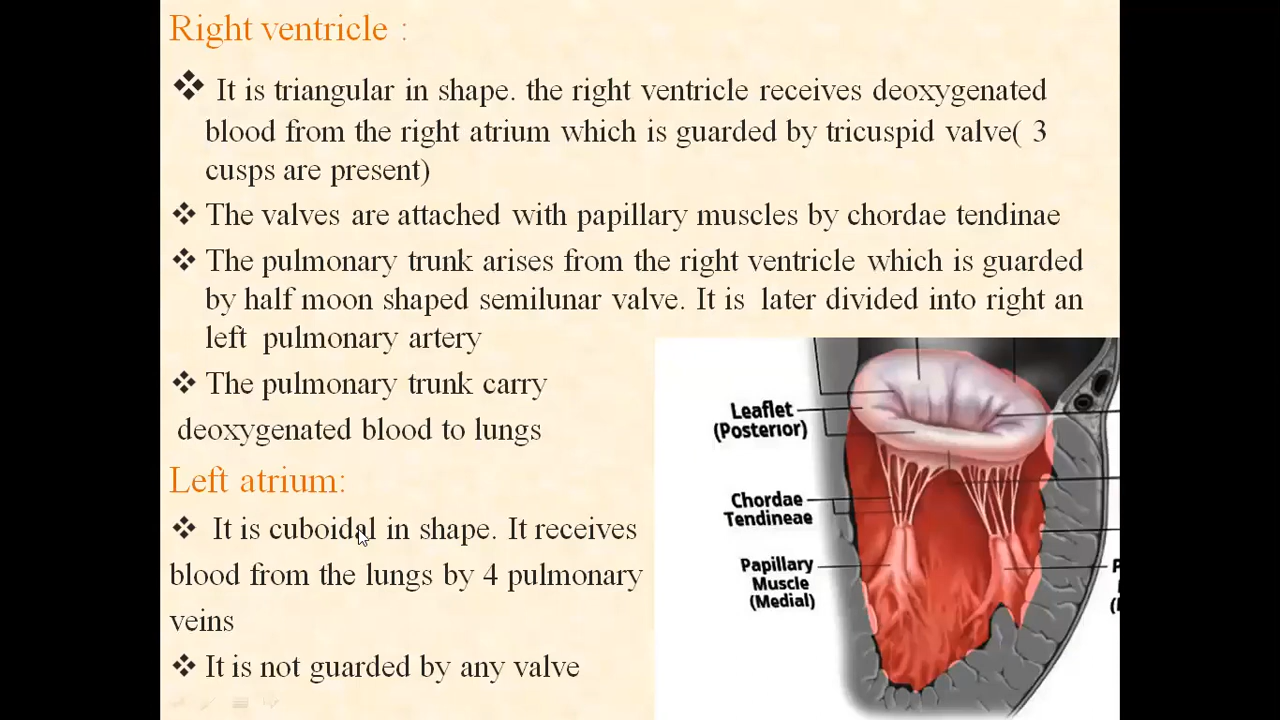 Right ventricle :
❖ It is triangular in shape. the right ventricle receives deoxygenated
blood from the right atrium which is guarded by tricuspid valve( 3
cusps are present)
❖ The valves are attached with papillary muscles by chordae tendinae
❖ The pulmonary trunk arises from the right ventricle which is guarded
by half moon shaped semilunar valve. It is later divided into right an
left pulmonary artery
❖ The pulmonary trunk carry
deoxygenated blood to lungs
Left atrium:
❖ It is cuboidal in shape. It receives
blood from the lungs by 4 pulmonary
veins
❖ It is not guarded by any valve
Leaflet
(Posterior)
Chordae
Tendineae
Papillary
Muscle
(Medial)